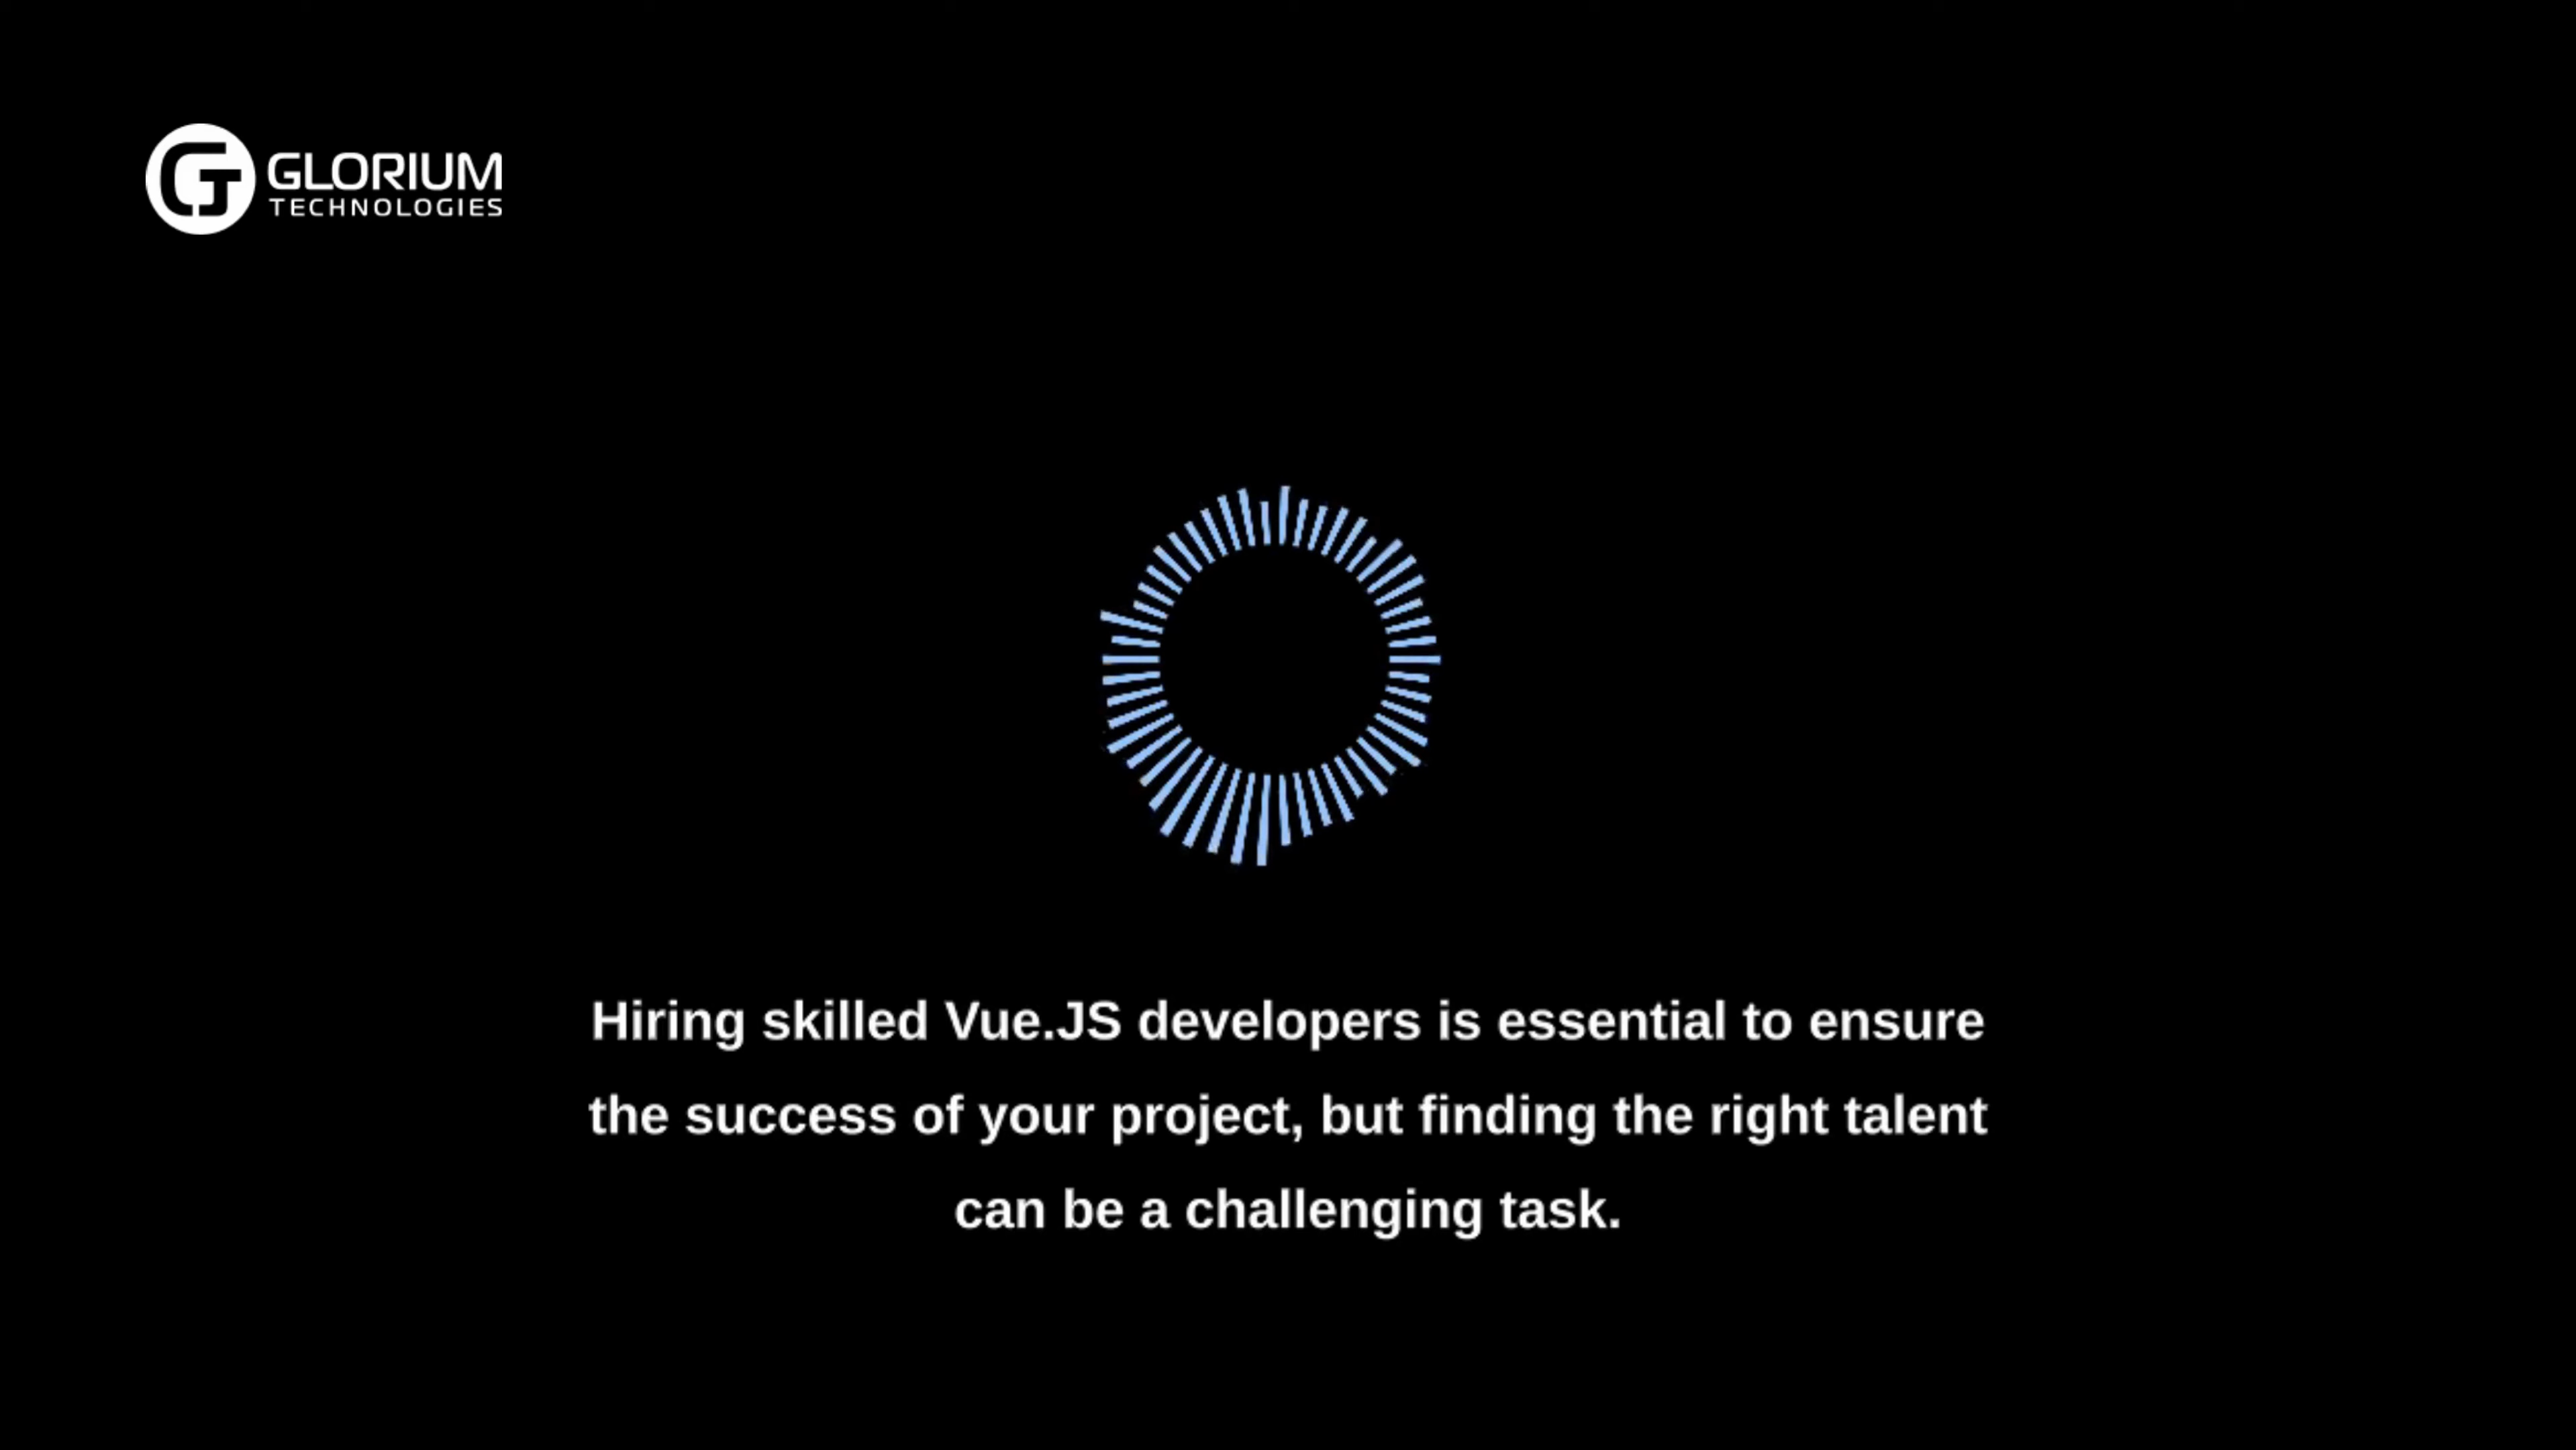 GLORIUM
TECHNOLOGIES
Hiring skilled Vue.JS developers is essential to ensure
the success of your project, but finding the right talent
can be a challenging task.